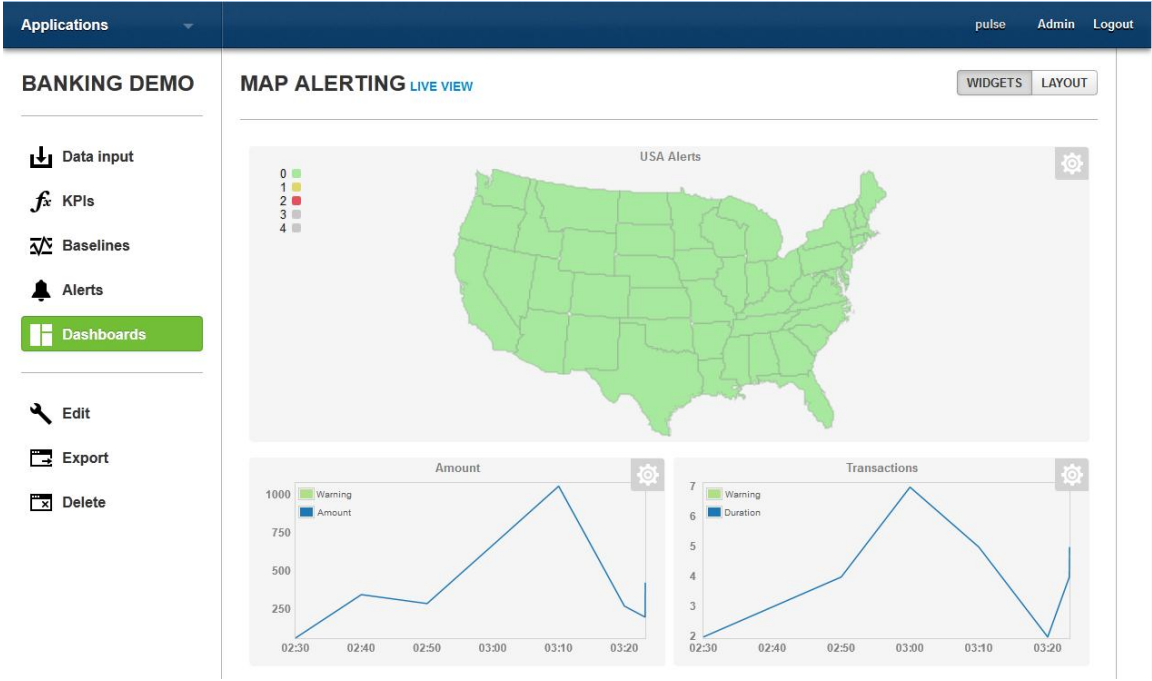 Applications
pulse Admin Logout
BANKING DEMO
MAP ALERTING LIVE VIEW
WIDGETS LAYOUT
Data input
fx KPIs
Baselines
Alerts
Dashboards
Edit
Export
Delete
USA Alerts
0
1
2
3
4
Amount
Warning
Amount
1000
750
500
250
02:30 02:40 02:50 03:00 03:10 03:20
Transactions
Warning
Duration
7
6
5
4
3
2
02:30 02:40 02:50 03:00 03:10 03:20